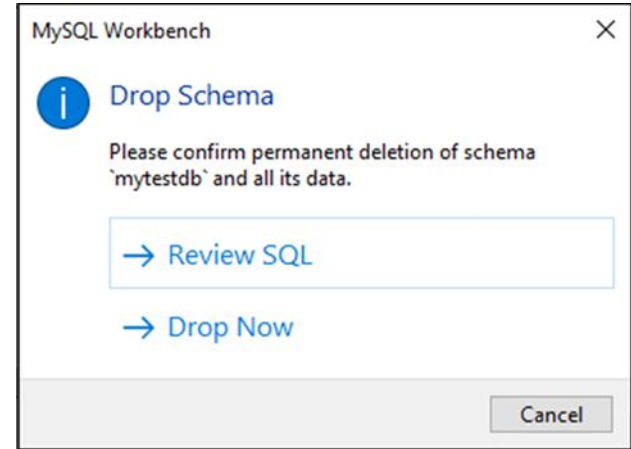 MySQL Workbench
Drop Schema
Please confirm permanent deletion of schema
`mytestdb` and all its data.
→ Review SQL
→ Drop Now
Cancel